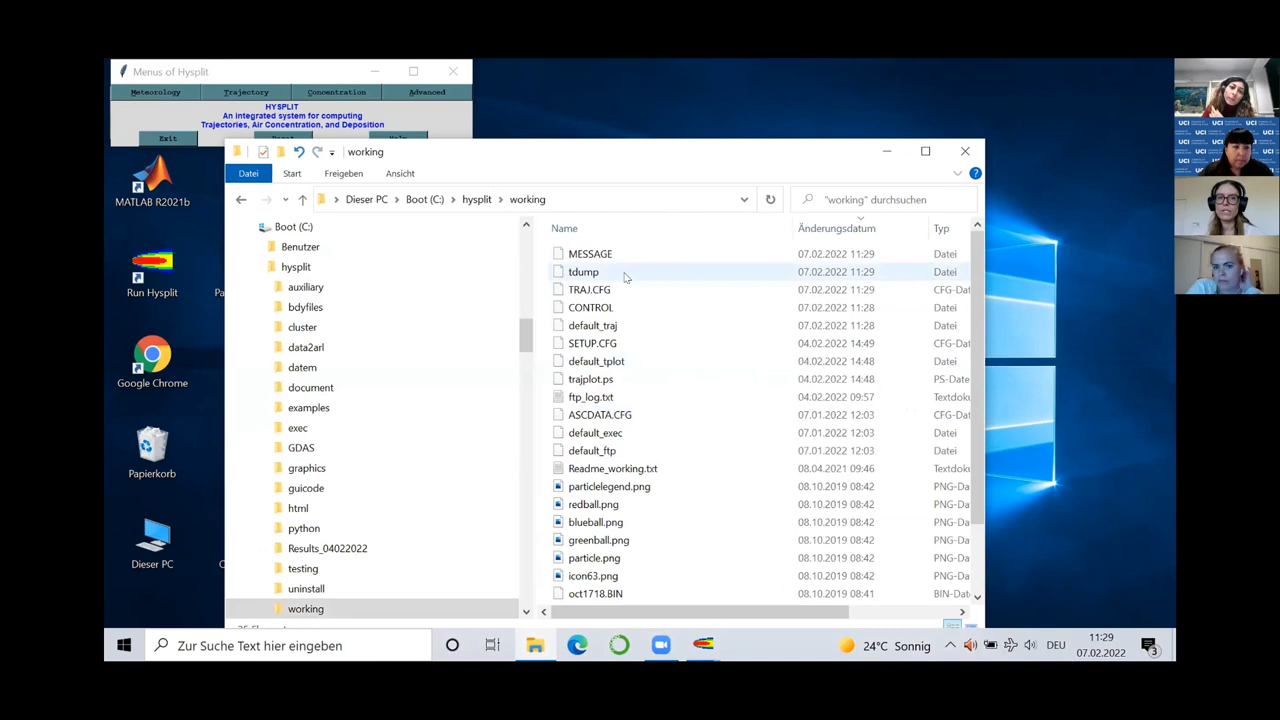 Menus of Hysplit
Meteorology Trajectory Concentration Advanced
HYSPLIT
An integrated system for computing
Trajectories, Air Concentration, and Deposition
Exit Reset Help
working
Datei Start Freigeben Ansicht
Dieser PC Boot (C:) hysplit working
"working" durchsuchen
Boot (C:)
Benutzer
hysplit
auxiliary
bdyfiles
cluster
data2arl
datem
document
examples
exec
GDAS
graphics
guicode
html
python
Results_04022022
testing
uninstall
working
Name Änderungsdatum Typ
MESSAGE 07.02.2022 11:29 Datei
tdump 07.02.2022 11:29 Datei
TRAJ.CFG 07.02.2022 11:29 CFG-Dat
CONTROL 07.02.2022 11:28 Datei
default_traj 07.02.2022 11:28 Datei
SETUP.CFG 04.02.2022 14:49 CFG-Dat
default_tplot 04.02.2022 14:48 Datei
trajplot.ps 04.02.2022 14:48 PS-Date
ftp_log.txt 04.02.2022 09:57 Textdoku
ASCDATA.CFG 07.01.2022 12:03 CFG-Dat
default_exec 07.01.2022 12:03 Datei
default_ftp 07.01.2022 12:03 Datei
Readme_working.txt 08.04.2021 09:46 Textdoku
particlelegend.png 08.10.2019 08:42 PNG-Da
redball.png 08.10.2019 08:42 PNG-Da
blueball.png 08.10.2019 08:42 PNG-Da
greenball.png 08.10.2019 08:42 PNG-Da
particle.png 08.10.2019 08:42 PNG-Da
icon63.png 08.10.2019 08:42 PNG-Da
oct1718.BIN 08.10.2019 08:41 BIN-Dat
MATLAB R2021b
Run Hysplit
Google Chrome
Papierkorb
Dieser PC
Zur Suche Text hier eingeben
24°C Sonnig
DEU
11:29
07.02.2022
3
UCI UCI
UCI
UCI